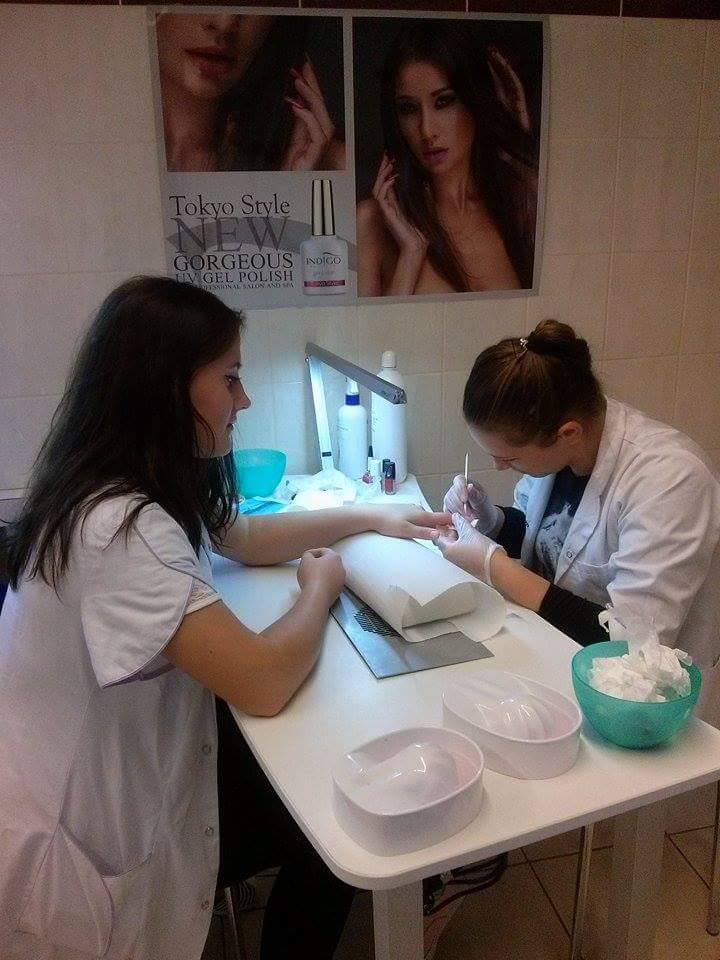 Tokyo Style
NEW
GORGEOUS
UV GEL POLISH
PROFESSIONAL SALON AND SPA
INDIGO